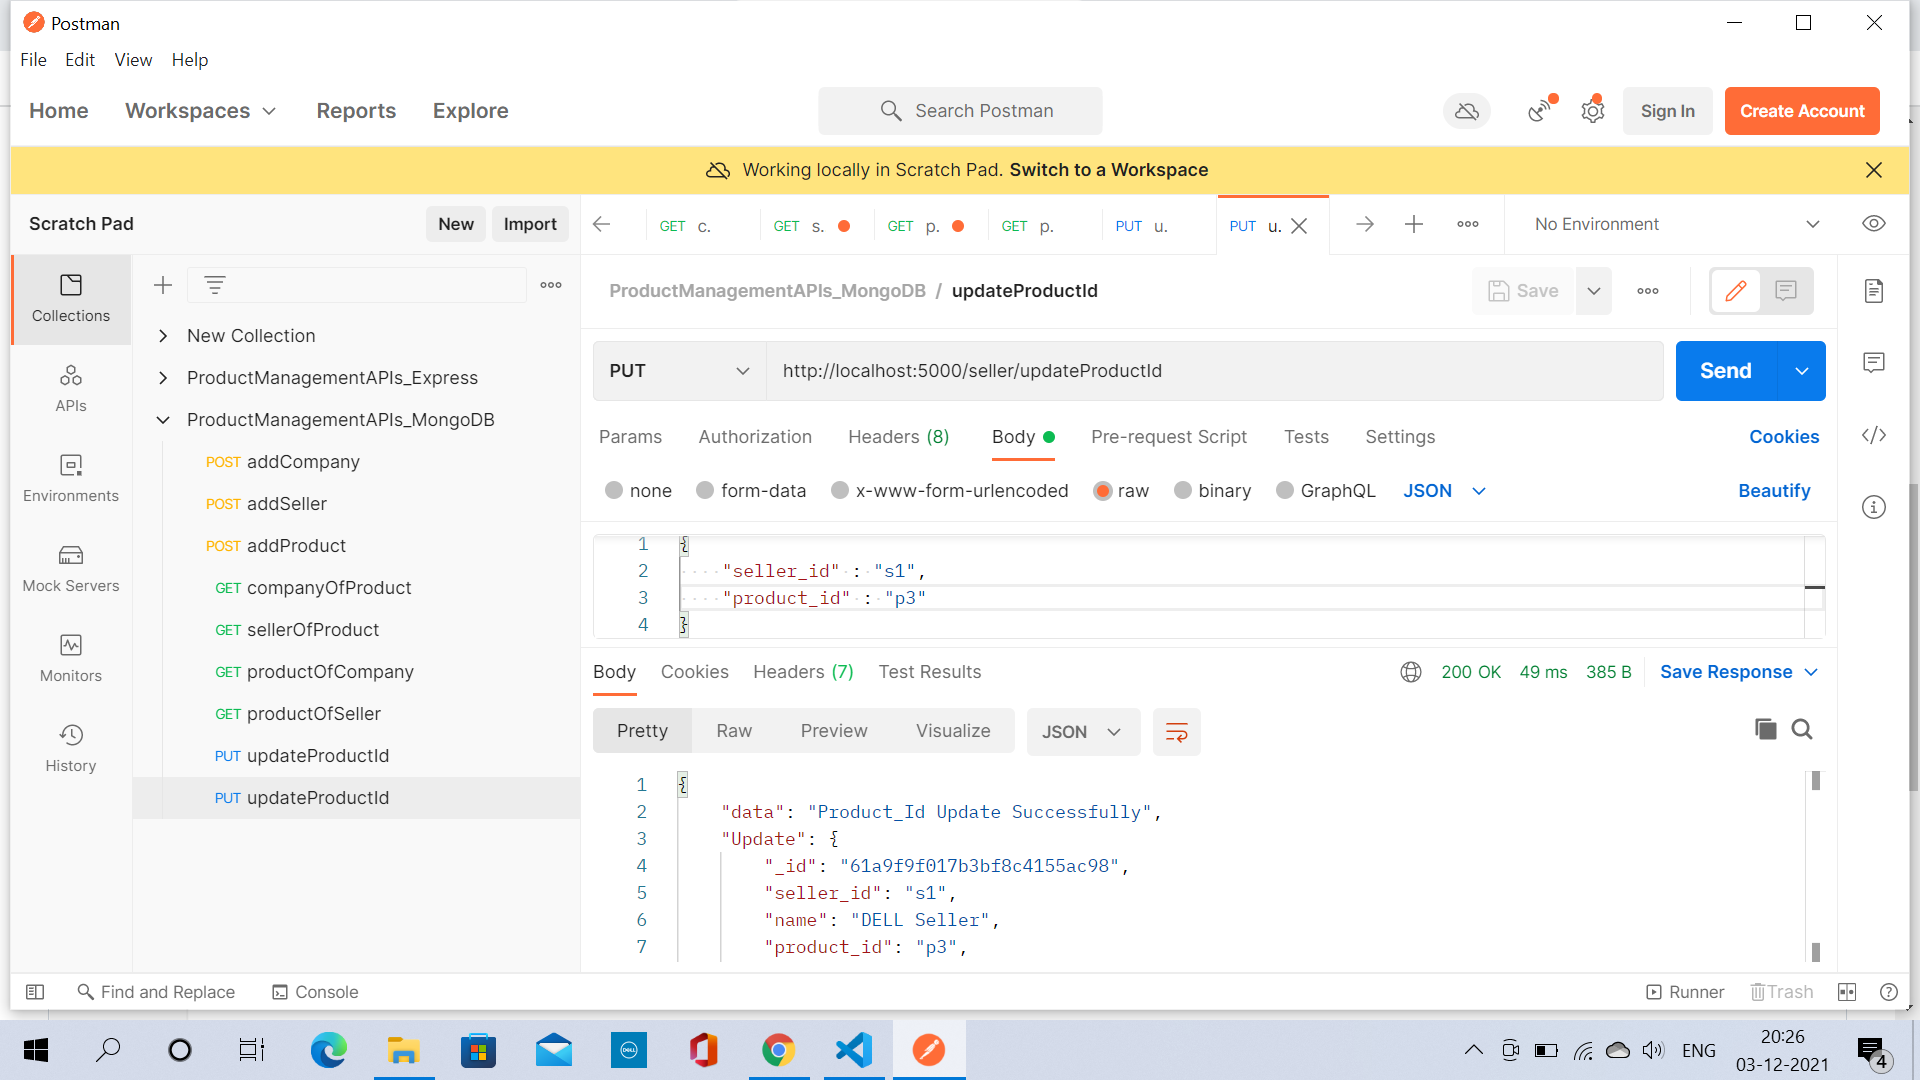 Postman
File Edit View Help
Home Workspaces Reports Explore
Search Postman
Sign In
Create Account
Working locally in Scratch Pad. Switch to a Workspace
Scratch Pad
New
Import
GET c.
GET s.
GET p.
GET p.
PUT u.
PUT u.
No Environment
Collections
APIs
Environments
Mock Servers
Monitors
History
New Collection
ProductManagementAPIs_Express
ProductManagementAPIs_MongoDB
POST addCompany
POST addSeller
POST addProduct
GET companyOfProduct
GET sellerOfProduct
GET productOfCompany
GET productOfSeller
PUT updateProductId
PUT updateProductId
ProductManagementAPIs_MongoDB / updateProductId
Save
PUT
http://localhost:5000/seller/updateProductId
Send
Params Authorization Headers (8) Body Pre-request Script Tests Settings
Cookies
none form-data x-www-form-urlencoded raw binary GraphQL JSON
Beautify
1 {
2 "seller_id" : "s1",
3 "product_id" : "p3"
4 }
Body Cookies Headers (7) Test Results
200 OK 49 ms 385 B
Save Response
Pretty Raw Preview Visualize
JSON
1 {
2 "data": "Product_Id Update Successfully",
3 "Update": {
4 "_id": "61a9f9f017b3bf8c4155ac98",
5 "seller_id": "s1",
6 "name": "DELL Seller",
7 "product_id": "p3",
Find and Replace
Console
Runner
Trash
DELL
ENG
20:26
03-12-2021
4